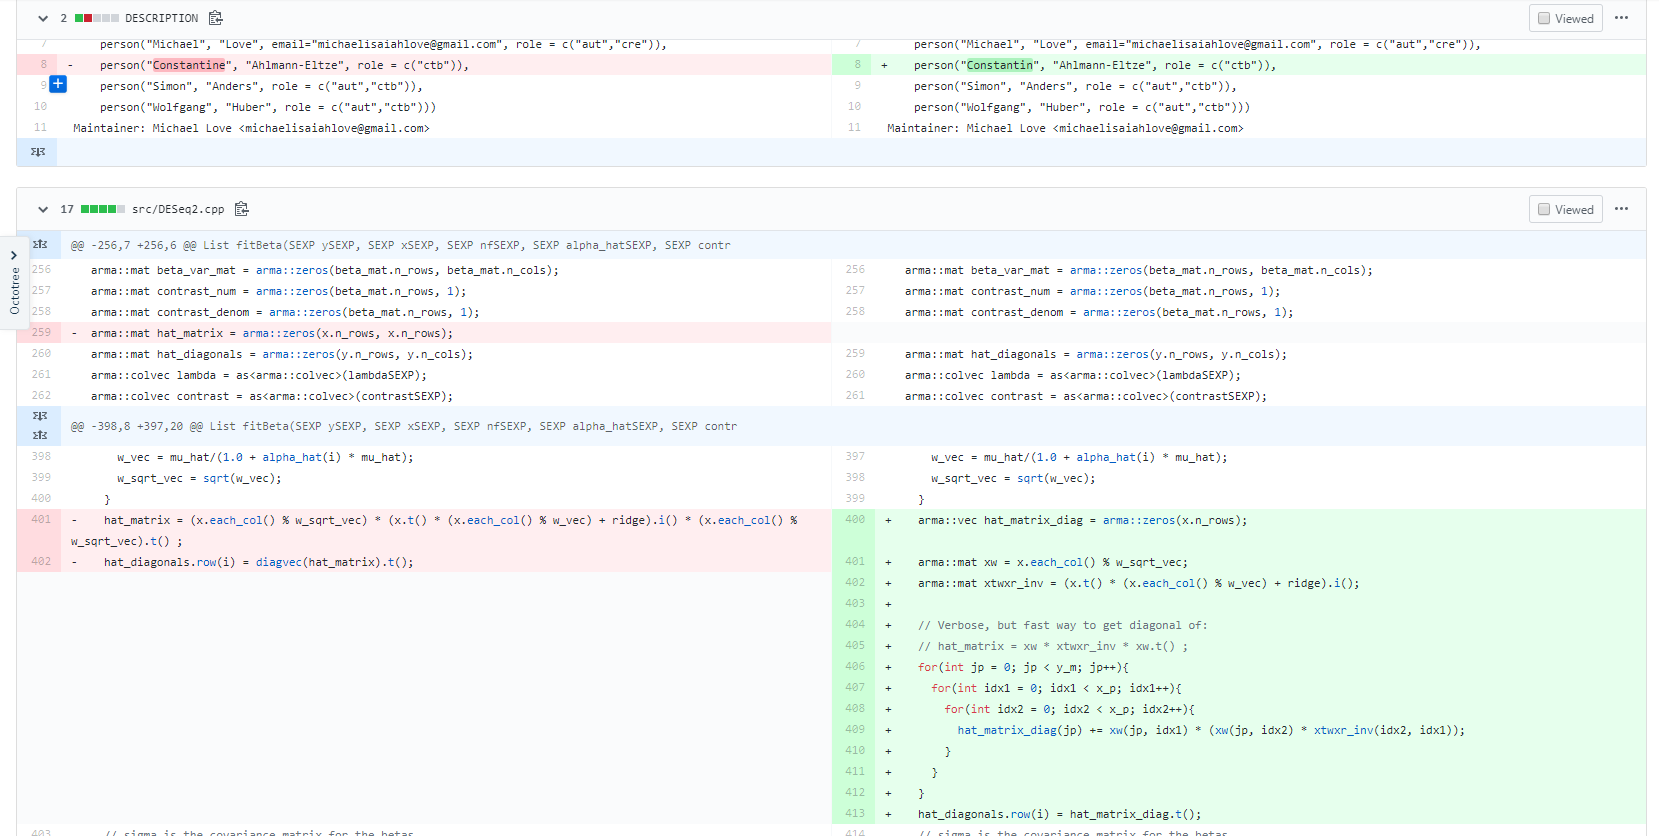 2 DESCRIPTION Viewed ...
7 person("Michael", "Love", email="michaelisaiahlove@gmail.com", role = c("aut","cre")),
8 - person("Constantine", "Ahlmann-Eltze", role = c("ctb")),
9 person("Simon", "Anders", role = c("aut","ctb")),
10 person("Wolfgang", "Huber", role = c("aut","ctb")))
11 Maintainer: Michael Love <michaelisaiahlove@gmail.com>
7 person("Michael", "Love", email="michaelisaiahlove@gmail.com", role = c("aut","cre")),
8 + person("Constantin", "Ahlmann-Eltze", role = c("ctb")),
9 person("Simon", "Anders", role = c("aut","ctb")),
10 person("Wolfgang", "Huber", role = c("aut","ctb")))
11 Maintainer: Michael Love <michaelisaiahlove@gmail.com>
17 src/DESeq2.cpp Viewed ...
Octotree
@@ -256,7 +256,6 @@ List fitBeta(SEXP ySEXP, SEXP xSEXP, SEXP nfSEXP, SEXP alpha_hatSEXP, SEXP contr
256 arma::mat beta_var_mat = arma::zeros(beta_mat.n_rows, beta_mat.n_cols);
257 arma::mat contrast_num = arma::zeros(beta_mat.n_rows, 1);
258 arma::mat contrast_denom = arma::zeros(beta_mat.n_rows, 1);
259 - arma::mat hat_matrix = arma::zeros(x.n_rows, x.n_rows);
260 arma::mat hat_diagonals = arma::zeros(y.n_rows, y.n_cols);
261 arma::colvec lambda = as<arma::colvec>(lambdaSEXP);
262 arma::colvec contrast = as<arma::colvec>(contrastSEXP);
256 arma::mat beta_var_mat = arma::zeros(beta_mat.n_rows, beta_mat.n_cols);
257 arma::mat contrast_num = arma::zeros(beta_mat.n_rows, 1);
258 arma::mat contrast_denom = arma::zeros(beta_mat.n_rows, 1);
259 arma::mat hat_diagonals = arma::zeros(y.n_rows, y.n_cols);
260 arma::colvec lambda = as<arma::colvec>(lambdaSEXP);
261 arma::colvec contrast = as<arma::colvec>(contrastSEXP);
@@ -398,8 +397,20 @@ List fitBeta(SEXP ySEXP, SEXP xSEXP, SEXP nfSEXP, SEXP alpha_hatSEXP, SEXP contr
398 w_vec = mu_hat/(1.0 + alpha_hat(i) * mu_hat);
399 w_sqrt_vec = sqrt(w_vec);
400 }
401 - hat_matrix = (x.each_col() % w_sqrt_vec) * (x.t() * (x.each_col() % w_vec) + ridge).i() * (x.each_col() %
w_sqrt_vec).t() ;
402 - hat_diagonals.row(i) = diagvec(hat_matrix).t();
403 // sigma is the covariance matrix for the betas
397 w_vec = mu_hat/(1.0 + alpha_hat(i) * mu_hat);
398 w_sqrt_vec = sqrt(w_vec);
399 }
400 + arma::vec hat_matrix_diag = arma::zeros(x.n_rows);
401 + arma::mat xw = x.each_col() % w_sqrt_vec;
402 + arma::mat xtwxr_inv = (x.t() * (x.each_col() % w_vec) + ridge).i();
403 +
404 + // Verbose, but fast way to get diagonal of:
405 + // hat_matrix = xw * xtwxr_inv * xw.t() ;
406 + for(int jp = 0; jp < y_m; jp++){
407 + for(int idx1 = 0; idx1 < x_p; idx1++){
408 + for(int idx2 = 0; idx2 < x_p; idx2++){
409 + hat_matrix_diag(jp) += xw(jp, idx1) * (xw(jp, idx2) * xtwxr_inv(idx2, idx1));
410 + }
411 + }
412 + }
413 + hat_diagonals.row(i) = hat_matrix_diag.t();
414 // sigma is the covariance matrix for the betas